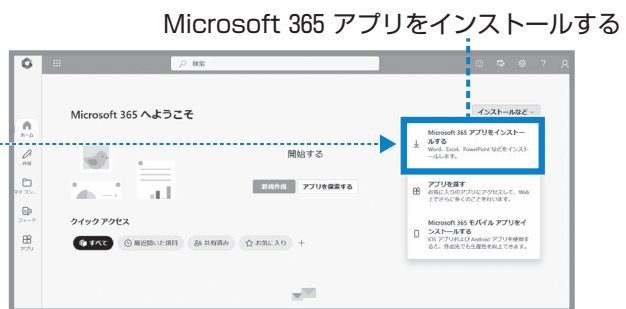 Microsoft 365 アプリをインストールする
検索
?
Microsoft 365 へようこそ
インストールなど
ホーム
作成
マイ コン...
フィード
アプリ
開始する
新規作成
アプリを探索する
クイック アクセス
すべて
最近開いた項目
共有済み
お気に入り
+
Microsoft 365 アプリをインストー
ルする
Word、Excel、PowerPoint などをインスト
ールします。
アプリを探す
お気に入りのアプリにアクセスして、Web
上でさらに多くのことを行います。
Microsoft 365 モバイル アプリをイ
ンストールする
iOS アプリおよび Android アプリを使用す
ると、外出先でも生産性を向上できます。